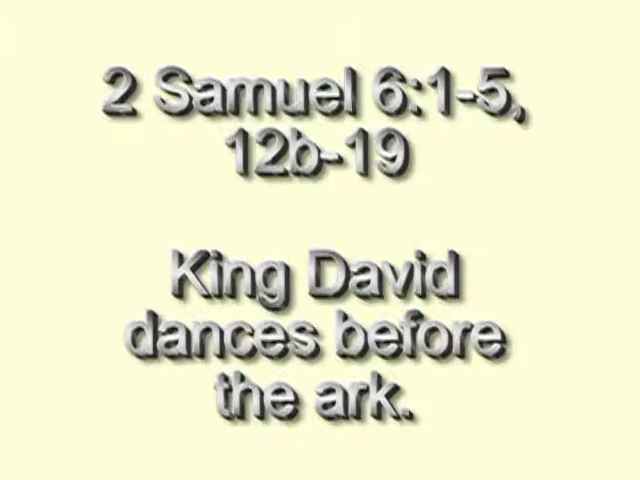 2 Samuel 6:1-5,
12b-19
King David
dances before
the ark.